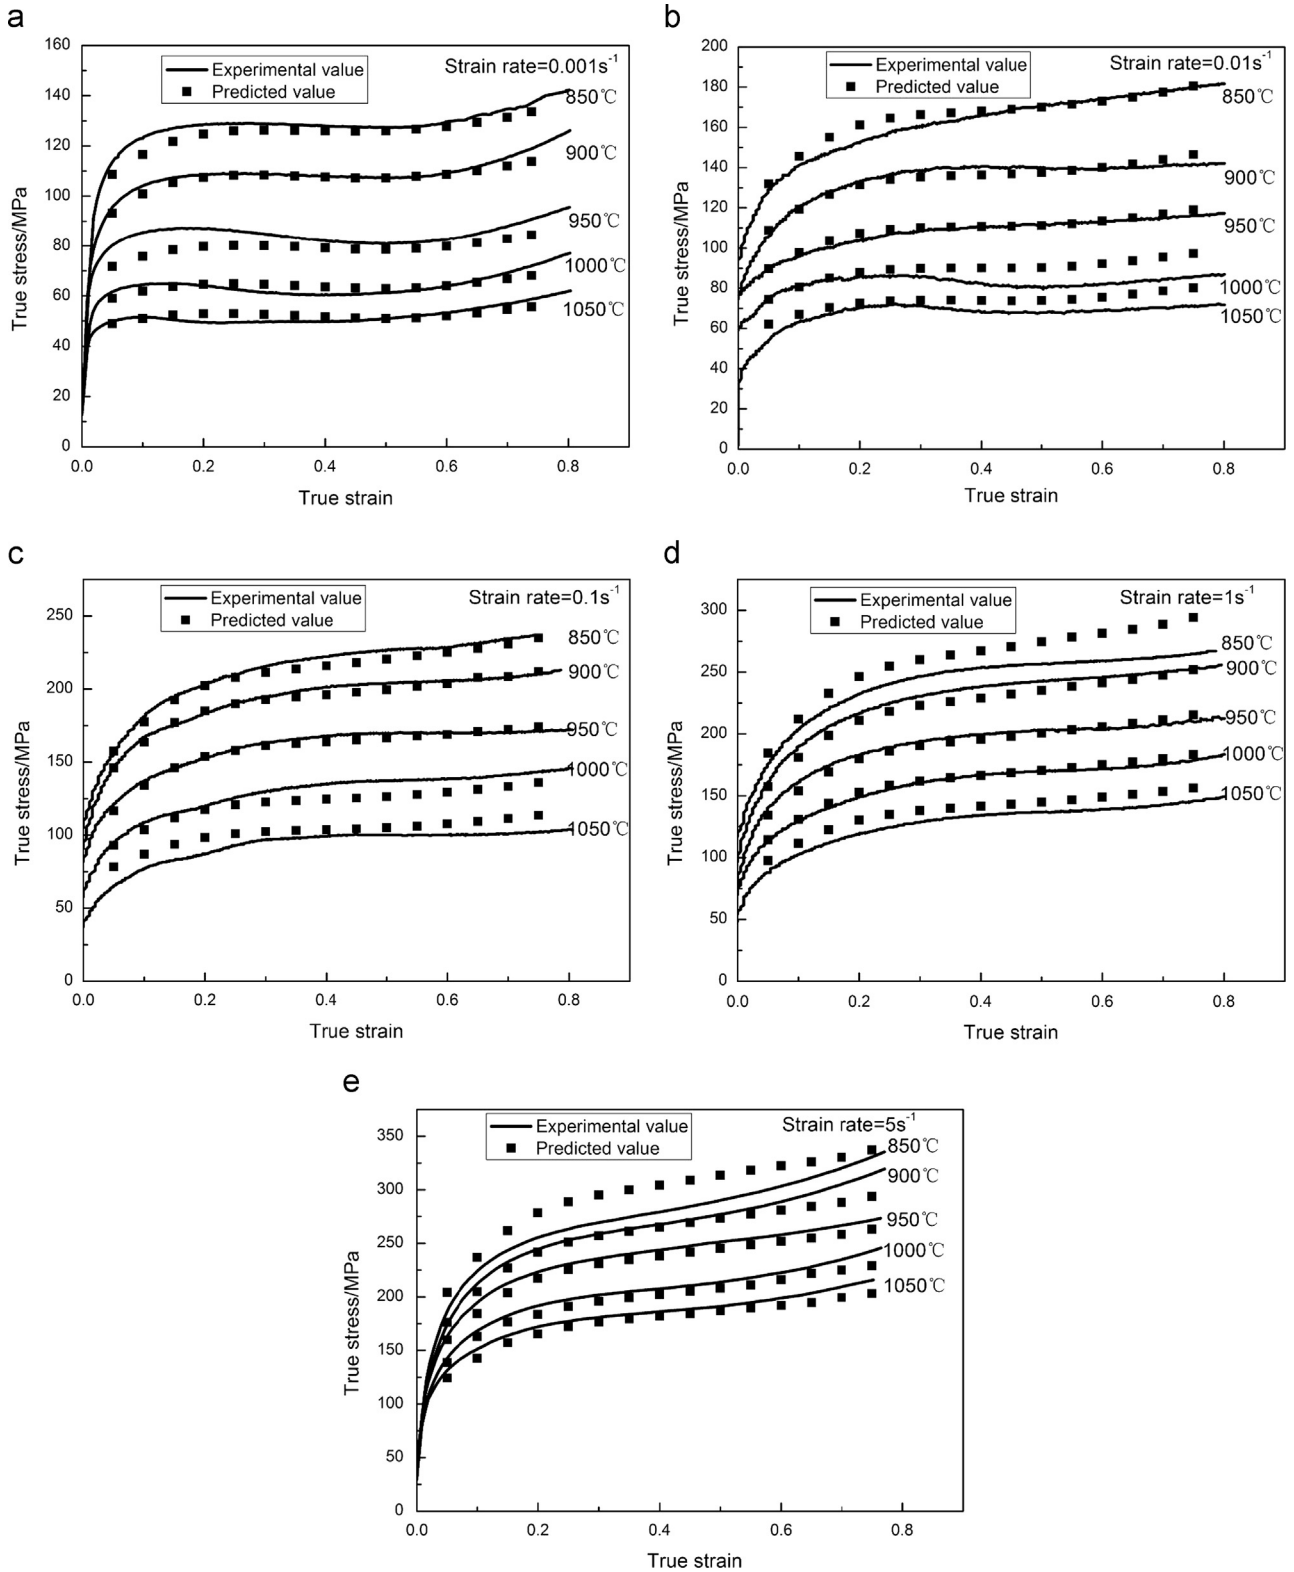 a
160
140
120
100
80
60
40
20
0
True stress/MPa
Experimental value
Predicted value
Strain rate=0.001s⁻¹
850℃
900℃
950℃
1000℃
1050℃
0.0 0.2 0.4 0.6 0.8
True strain
b
200
180
160
140
120
100
80
60
40
20
0
True stress/MPa
Experimental value
Predicted value
Strain rate=0.01s⁻¹
850℃
900℃
950℃
1000℃
1050℃
0.0 0.2 0.4 0.6 0.8
True strain
c
250
200
150
100
50
0
True stress/MPa
Experimental value
Predicted value
Strain rate=0.1s⁻¹
850℃
900℃
950℃
1000℃
1050℃
0.0 0.2 0.4 0.6 0.8
True strain
d
300
250
200
150
100
50
0
True stress/MPa
Experimental value
Predicted value
Strain rate=1s⁻¹
850℃
900℃
950℃
1000℃
1050℃
0.0 0.2 0.4 0.6 0.8
True strain
e
350
300
250
200
150
100
50
0
True stress/MPa
Experimental value
Predicted value
Strain rate=5s⁻¹
850℃
900℃
950℃
1000℃
1050℃
0.0 0.2 0.4 0.6 0.8
True strain